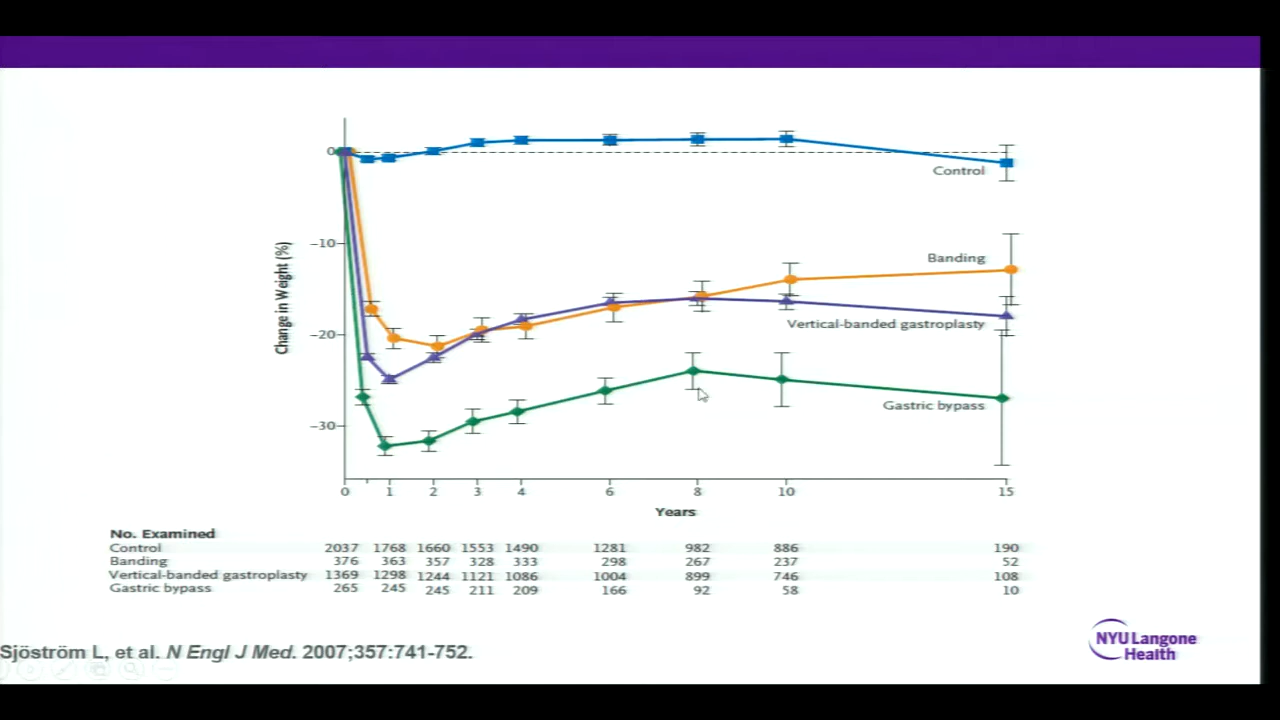 0
Control
-10
Banding
Change in Weight (%)
Vertical-banded gastroplasty
-20
Gastric bypass
-30
0 1 2 3 4 6 8 10 15
Years
No. Examined
Control 2037 1768 1660 1553 1490 1281 982 886 190
Banding 376 363 357 328 333 298 267 237 52
Vertical-banded gastroplasty 1369 1298 1244 1121 1086 1004 899 746 108
Gastric bypass 265 245 245 211 209 166 92 58 10
Sjöström L, et al. N Engl J Med. 2007;357:741-752.
NYU Langone
Health